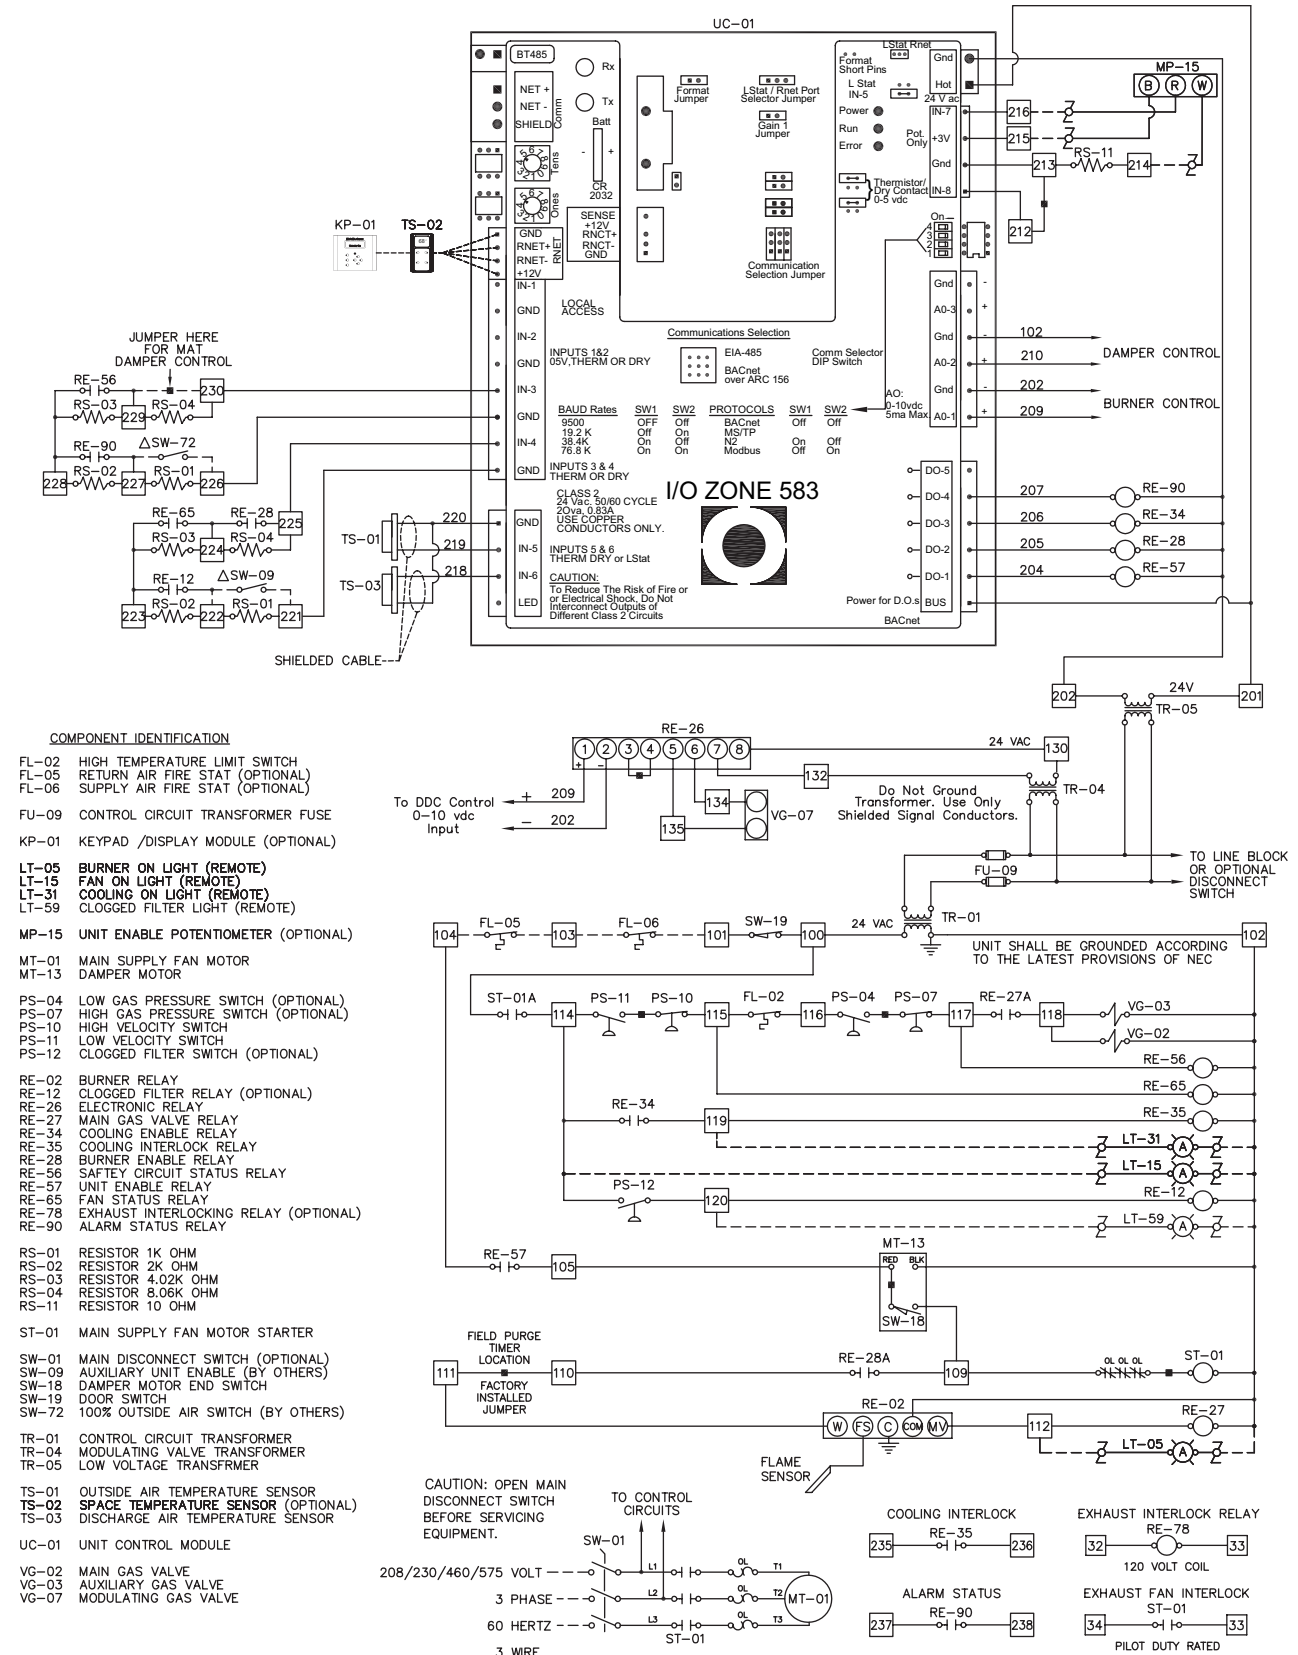 UC-01
BT485
Rx
Tx
NET +
NET -
SHIELD
Comm
Batt
- +
CR
2032
Tens
Ones
Format
Jumper
LStat / Rnet Port
Selector Jumper
Gain 1
Jumper
LStat Rnet
Format
Short Pins
L Stat
IN-5
Power
Run
Error
Gnd
Hot
24 V ac
IN-7
Pot.
Only
+3V
Gnd
IN-8
Thermistor/
Dry Contact
0-5 vdc
MP-15
B R W
216
215
213
RS-11
214
212
On
4
3
2
1
KP-01
TS-02
GND
RNET+
RNET-
+12V
RNET
SENSE
+12V
RNCT+
RNCT-
GND
Communication
Selection Jumper
IN-1
GND
IN-2
GND
IN-3
GND
IN-4
GND
LOCAL
ACCESS
INPUTS 1&2
05V,THERM OR DRY
Communications Selection
EIA-485
BACnet
over ARC 156
Comm Selector
DIP Switch
Gnd -
A0-3 +
Gnd -
A0-2 +
Gnd -
A0-1 +
AO:
0-10vdc
5ma Max.
102
210
DAMPER CONTROL
202
209
BURNER CONTROL
BAUD Rates SW1 SW2 PROTOCOLS SW1 SW2
9500 OFF Off BACnet Off Off
19.2 K Off On MS/TP
38.4K On Off N2 On Off
76.8 K On On Modbus Off On
JUMPER HERE
FOR MAT
DAMPER CONTROL
RE-56
230
RS-03
229
RS-04
RE-90
△SW-72
228
RS-02
227
RS-01
226
RE-65
RE-28
225
RS-03
224
RS-04
RE-12
△SW-09
223
RS-02
222
RS-01
221
INPUTS 3 & 4
THERM OR DRY
CLASS 2
24 Vac. 50/60 CYCLE
2Ova, 0.83A
USE COPPER
CONDUCTORS ONLY.
I/O ZONE 583
INPUTS 5 & 6
THERM DRY or LStat
CAUTION:
To Reduce The Risk of Fire or
or Electrical Shock, Do Not
Interconnect Outputs of
Different Class 2 Circuits
GND
IN-5
IN-6
LED
TS-01
TS-03
220
219
218
SHIELDED CABLE
DO-5
DO-4
DO-3
DO-2
DO-1
Power for D.O.s BUS
BACnet
207 RE-90
206 RE-34
205 RE-28
204 RE-57
202
24V
201
TR-05
COMPONENT IDENTIFICATION
FL-02 HIGH TEMPERATURE LIMIT SWITCH
FL-05 RETURN AIR FIRE STAT (OPTIONAL)
FL-06 SUPPLY AIR FIRE STAT (OPTIONAL)
FU-09 CONTROL CIRCUIT TRANSFORMER FUSE
KP-01 KEYPAD /DISPLAY MODULE (OPTIONAL)
LT-05 BURNER ON LIGHT (REMOTE)
LT-15 FAN ON LIGHT (REMOTE)
LT-31 COOLING ON LIGHT (REMOTE)
LT-59 CLOGGED FILTER LIGHT (REMOTE)
MP-15 UNIT ENABLE POTENTIOMETER (OPTIONAL)
MT-01 MAIN SUPPLY FAN MOTOR
MT-13 DAMPER MOTOR
PS-04 LOW GAS PRESSURE SWITCH (OPTIONAL)
PS-07 HIGH GAS PRESSURE SWITCH (OPTIONAL)
PS-10 HIGH VELOCITY SWITCH
PS-11 LOW VELOCITY SWITCH
PS-12 CLOGGED FILTER SWITCH (OPTIONAL)
RE-02 BURNER RELAY
RE-12 CLOGGED FILTER RELAY (OPTIONAL)
RE-26 ELECTRONIC RELAY
RE-27 MAIN GAS VALVE RELAY
RE-34 COOLING ENABLE RELAY
RE-35 COOLING INTERLOCK RELAY
RE-28 BURNER ENABLE RELAY
RE-56 SAFTEY CIRCUIT STATUS RELAY
RE-57 UNIT ENABLE RELAY
RE-65 FAN STATUS RELAY
RE-78 EXHAUST INTERLOCKING RELAY (OPTIONAL)
RE-90 ALARM STATUS RELAY
RS-01 RESISTOR 1K OHM
RS-02 RESISTOR 2K OHM
RS-03 RESISTOR 4.02K OHM
RS-04 RESISTOR 8.06K OHM
RS-11 RESISTOR 10 OHM
ST-01 MAIN SUPPLY FAN MOTOR STARTER
SW-01 MAIN DISCONNECT SWITCH (OPTIONAL)
SW-09 AUXILIARY UNIT ENABLE (BY OTHERS)
SW-18 DAMPER MOTOR END SWITCH
SW-19 DOOR SWITCH
SW-72 100% OUTSIDE AIR SWITCH (BY OTHERS)
TR-01 CONTROL CIRCUIT TRANSFORMER
TR-04 MODULATING VALVE TRANSFORMER
TR-05 LOW VOLTAGE TRANSFRMER
TS-01 OUTSIDE AIR TEMPERATURE SENSOR
TS-02 SPACE TEMPERATURE SENSOR (OPTIONAL)
TS-03 DISCHARGE AIR TEMPERATURE SENSOR
UC-01 UNIT CONTROL MODULE
VG-02 MAIN GAS VALVE
VG-03 AUXILIARY GAS VALVE
VG-07 MODULATING GAS VALVE
RE-26
1 2 3 4 5 6 7 8
+ -
24 VAC
130
132
TR-04
To DDC Control
0-10 vdc
Input
+ 209
- 202
134
135
VG-07
Do Not Ground
Transformer. Use Only
Shielded Signal Conductors.
FU-09
TO LINE BLOCK
OR OPTIONAL
DISCONNECT
SWITCH
104
FL-05
103
FL-06
101
SW-19
100
24 VAC
TR-01
102
UNIT SHALL BE GROUNDED ACCORDING
TO THE LATEST PROVISIONS OF NEC
ST-01A
114
PS-11
PS-10
115
FL-02
116
PS-04
PS-07
117
RE-27A
118
VG-03
VG-02
RE-56
RE-65
RE-34
119
RE-35
LT-31 A
LT-15 A
PS-12
120
RE-12
LT-59 A
RE-57
105
MT-13
RED BLK
SW-18
FIELD PURGE
TIMER
LOCATION
111
110
FACTORY
INSTALLED
JUMPER
RE-28A
109
OL OL OL
ST-01
RE-02
W FS C COM MV
112
RE-27
LT-05 A
FLAME
SENSOR
CAUTION: OPEN MAIN
DISCONNECT SWITCH
BEFORE SERVICING
EQUIPMENT.
TO CONTROL
CIRCUITS
SW-01
208/230/460/575 VOLT
3 PHASE
60 HERTZ
3 WIRE
L1
L2
L3
ST-01
OL
OL
OL
T1
T2
T3
MT-01
COOLING INTERLOCK
235
RE-35
236
ALARM STATUS
237
RE-90
238
EXHAUST INTERLOCK RELAY
RE-78
32
33
120 VOLT COIL
EXHAUST FAN INTERLOCK
ST-01
34
33
PILOT DUTY RATED